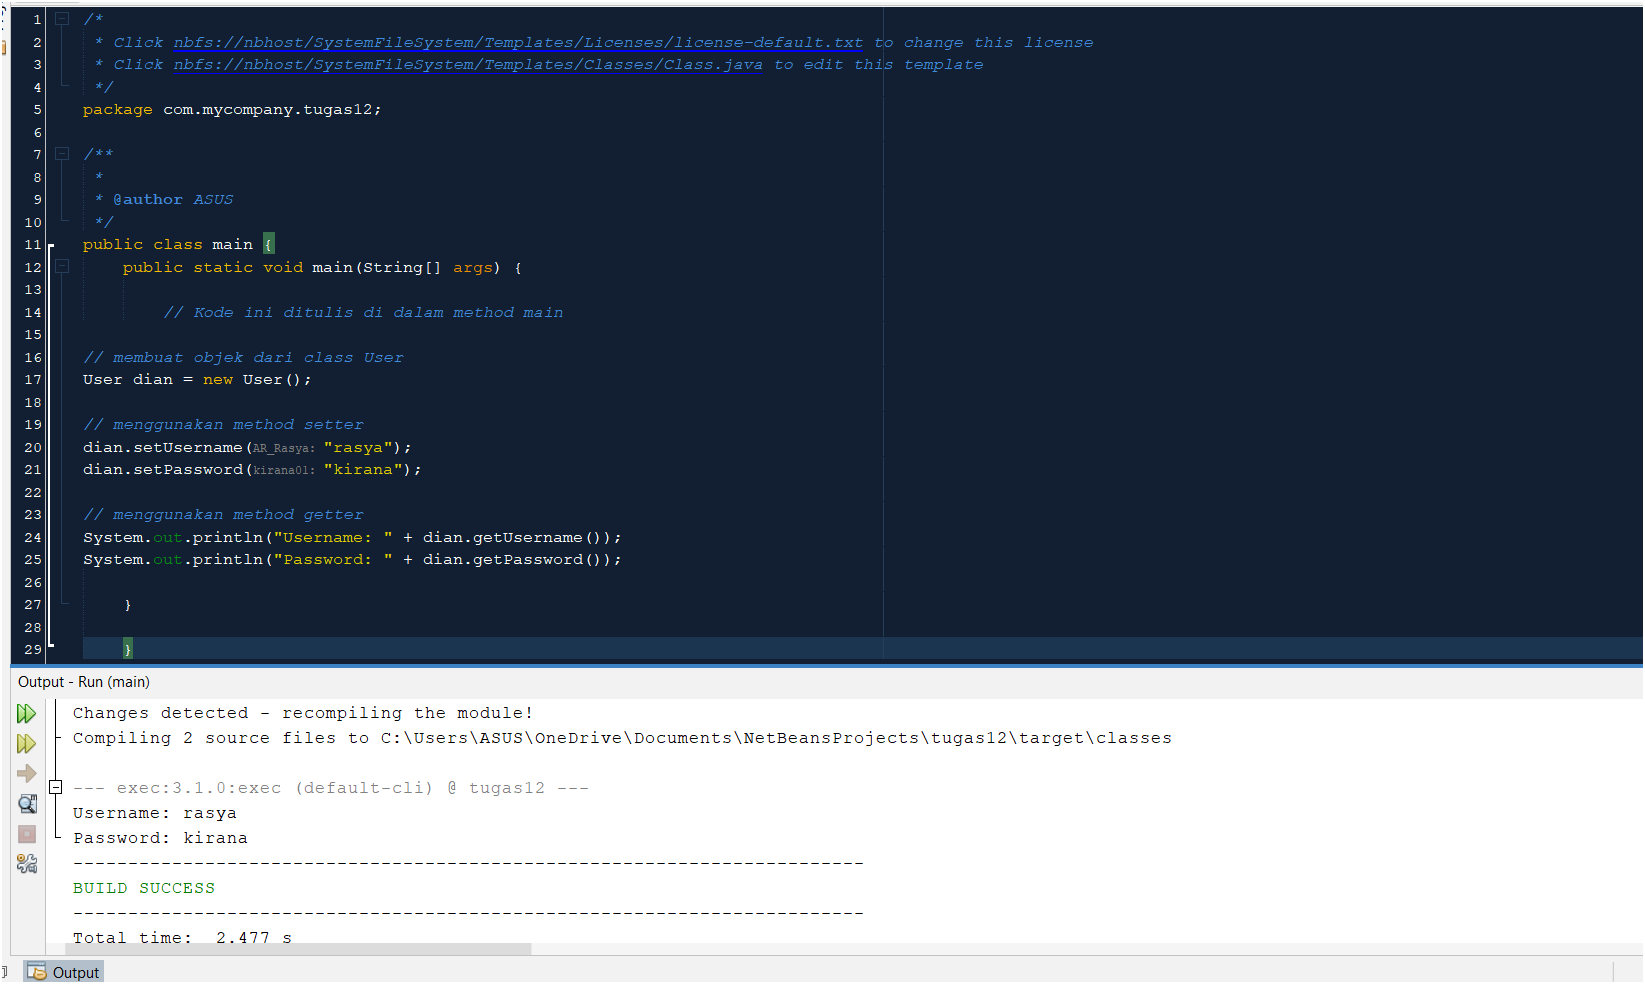 1 /*
2 * Click nbfs://nbhost/SystemFileSystem/Templates/Licenses/license-default.txt to change this license
3 * Click nbfs://nbhost/SystemFileSystem/Templates/Classes/Class.java to edit this template
4 */
5 package com.mycompany.tugas12;
6
7 /**
8 *
9 * @author ASUS
10 */
11 public class main {
12 public static void main(String[] args) {
13
14 // Kode ini ditulis di dalam method main
15
16 // membuat objek dari class User
17 User dian = new User();
18
19 // menggunakan method setter
20 dian.setUsername(AR_Rasya: "rasya");
21 dian.setPassword(kirana01: "kirana");
22
23 // menggunakan method getter
24 System.out.println("Username: " + dian.getUsername());
25 System.out.println("Password: " + dian.getPassword());
26
27 }
28
29 }
Output - Run (main)
Changes detected - recompiling the module!
Compiling 2 source files to C:\Users\ASUS\OneDrive\Documents\NetBeansProjects\tugas12\target\classes
--- exec:3.1.0:exec (default-cli) @ tugas12 ---
Username: rasya
Password: kirana
------------------------------------------------------------------------
BUILD SUCCESS
------------------------------------------------------------------------
Total time: 2.477 s
Output